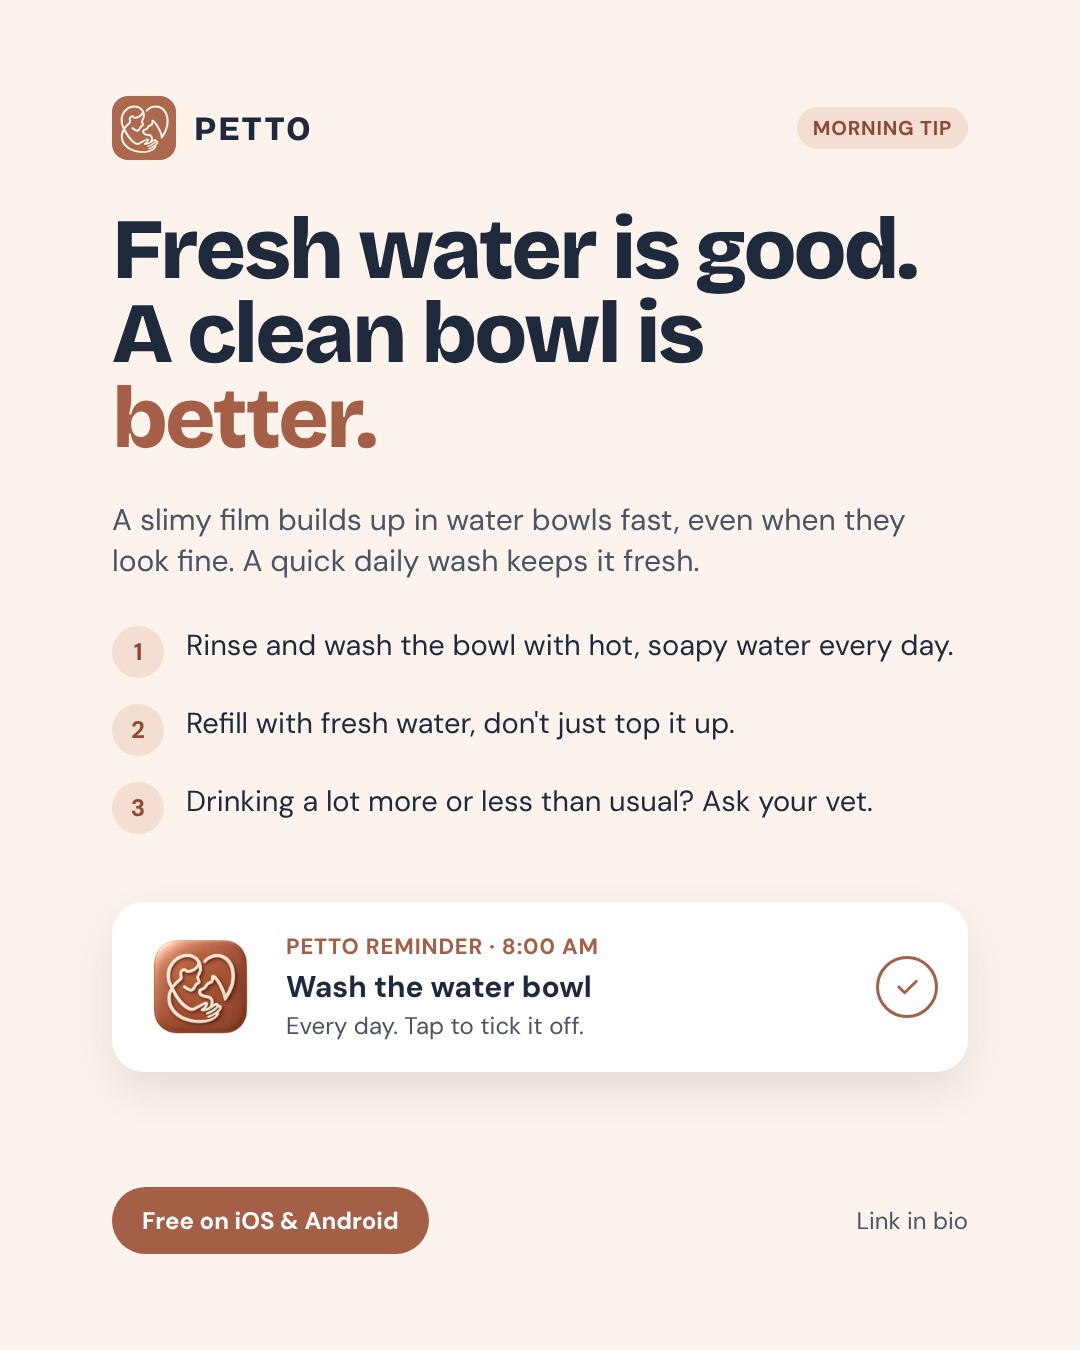 PETTO
MORNING TIP
Fresh water is good.
A clean bowl is
better.
A slimy film builds up in water bowls fast, even when they
look fine. A quick daily wash keeps it fresh.
1 Rinse and wash the bowl with hot, soapy water every day.
2 Refill with fresh water, don't just top it up.
3 Drinking a lot more or less than usual? Ask your vet.
PETTO REMINDER · 8:00 AM
Wash the water bowl
Every day. Tap to tick it off.
Free on iOS & Android
Link in bio